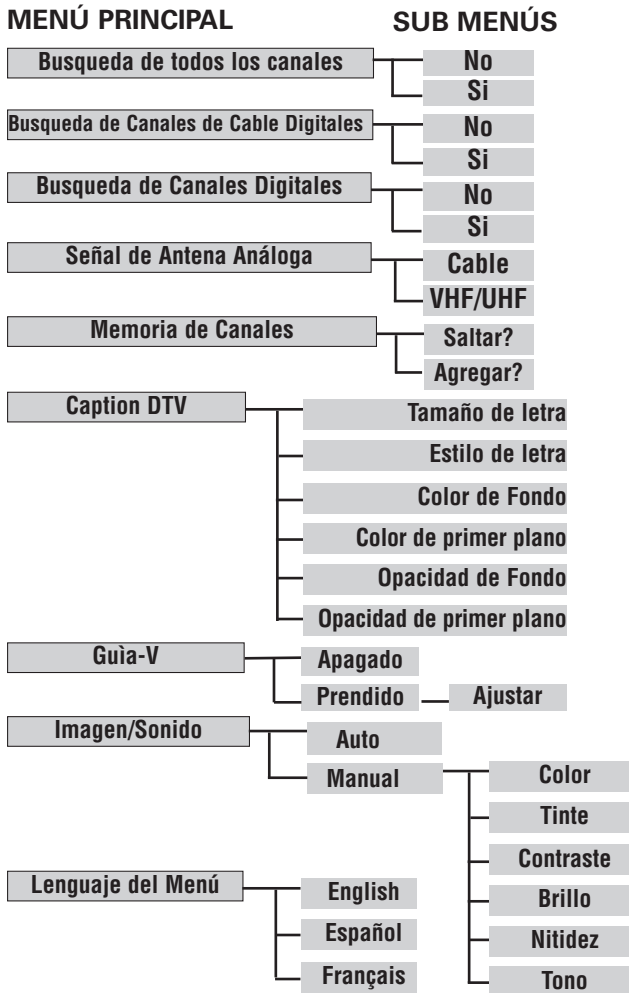 MENÚ PRINCIPAL
SUB MENÚS
Busqueda de todos los canales
No
Si
Busqueda de Canales de Cable Digitales
No
Si
Busqueda de Canales Digitales
No
Si
Señal de Antena Análoga
Cable
VHF/UHF
Memoria de Canales
Saltar?
Agregar?
Caption DTV
Tamaño de letra
Estilo de letra
Color de Fondo
Color de primer plano
Opacidad de Fondo
Opacidad de primer plano
Guìa-V
Apagado
Prendido
Ajustar
Imagen/Sonido
Auto
Manual
Color
Tinte
Contraste
Brillo
Nitidez
Tono
Lenguaje del Menú
English
Español
Français